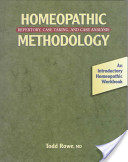 HOMEOPATHIC
REPERTORY, CASE TAKING, AND CASE ANALYSIS
METHODOLOGY
An
Introductory
Homeopathic
Workbook
Todd Rowe, MD